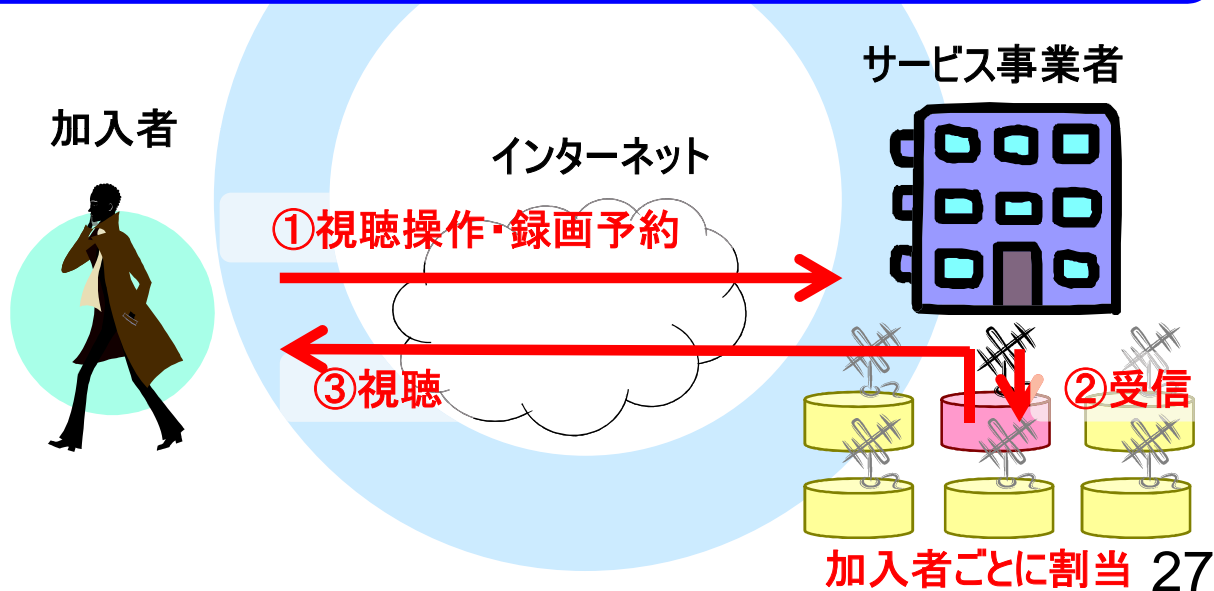 サービス事業者
加入者
インターネット
①視聴操作・録画予約
③視聴
②受信
加入者ごとに割当
27